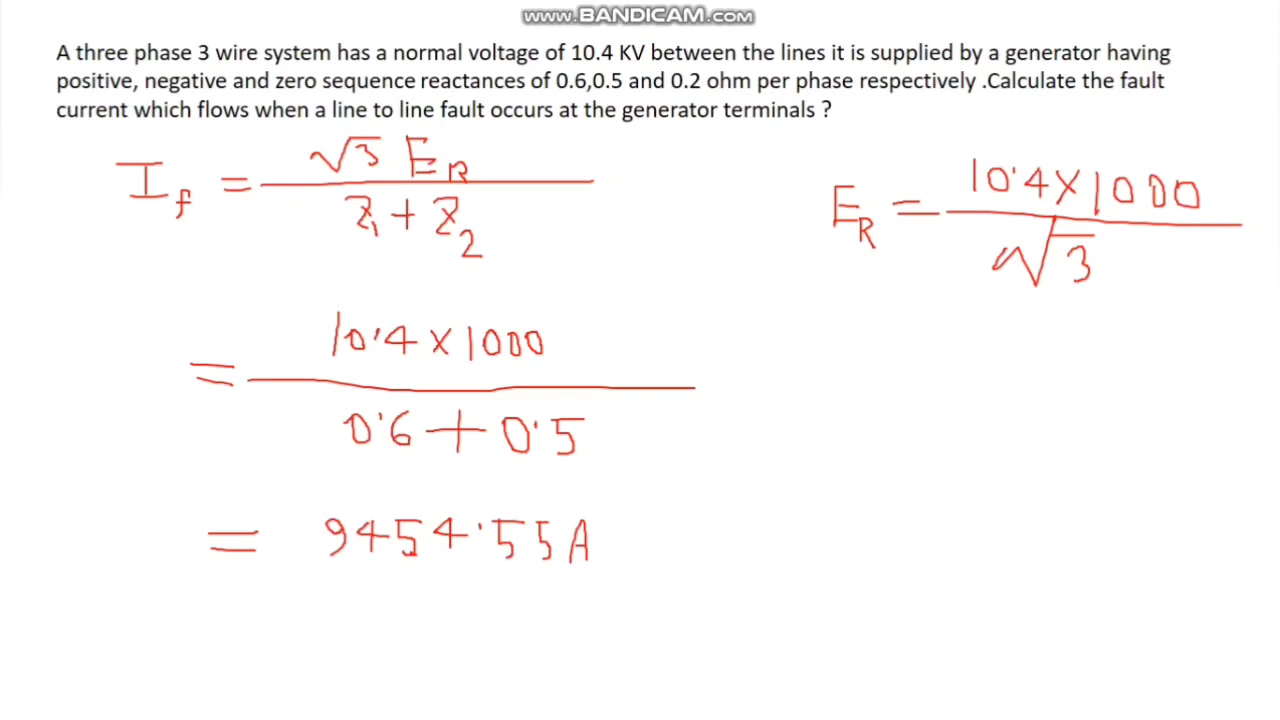 www.BANDICAM.com
A three phase 3 wire system has a normal voltage of 10.4 KV between the lines it is supplied by a generator having
positive, negative and zero sequence reactances of 0.6,0.5 and 0.2 ohm per phase respectively .Calculate the fault
current which flows when a line to line fault occurs at the generator terminals ?
I_f = √3 E_R / Z_1 + Z_2
E_R = 10.4 X 1000 / √3
= 10.4 X 1000 / 0.6 + 0.5
= 9454.55 A